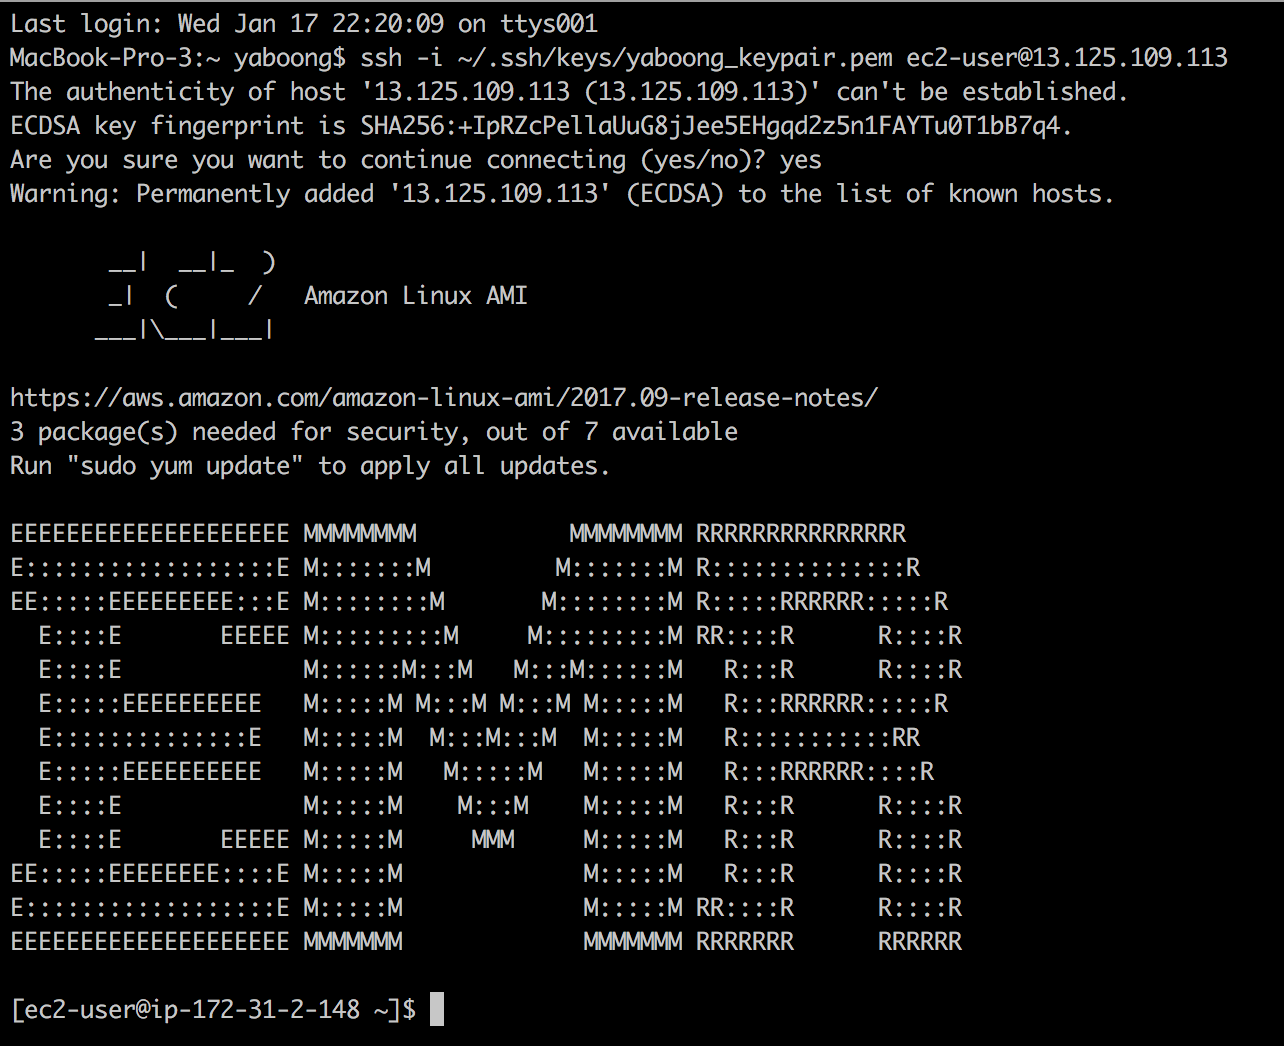 Last login: Wed Jan 17 22:20:09 on ttys001
MacBook-Pro-3:~ yaboong$ ssh -i ~/.ssh/keys/yaboong_keypair.pem ec2-user@13.125.109.113
The authenticity of host '13.125.109.113 (13.125.109.113)' can't be established.
ECDSA key fingerprint is SHA256:+IpRZcPellaUuG8jJee5EHgqd2z5n1FAYTu0T1bB7q4.
Are you sure you want to continue connecting (yes/no)? yes
Warning: Permanently added '13.125.109.113' (ECDSA) to the list of known hosts.

       __|  __|_  )
       _|  (     /   Amazon Linux AMI
      ___|\___|___|

https://aws.amazon.com/amazon-linux-ami/2017.09-release-notes/
3 package(s) needed for security, out of 7 available
Run "sudo yum update" to apply all updates.

EEEEEEEEEEEEEEEEEEEE MMMMMMMM           MMMMMMMM RRRRRRRRRRRRRRR
E::::::::::::::::::E M:::::::M         M:::::::M R::::::::::::::R
EE:::::EEEEEEEEE:::E M::::::::M       M::::::::M R:::::RRRRRR:::::R
  E::::E       EEEEE M:::::::::M     M:::::::::M RR::::R      R::::R
  E::::E             M::::::M:::M   M:::M::::::M   R:::R      R::::R
  E:::::EEEEEEEEEE   M:::::M M:::M M:::M M:::::M   R:::RRRRRR:::::R
  E::::::::::::::E   M:::::M  M:::M:::M  M:::::M   R:::::::::::RR
  E:::::EEEEEEEEEE   M:::::M   M:::::M   M:::::M   R:::RRRRRR::::R
  E::::E             M:::::M    M:::M    M:::::M   R:::R      R::::R
  E::::E       EEEEE M:::::M     MMM     M:::::M   R:::R      R::::R
EE:::::EEEEEEEE::::E M:::::M             M:::::M   R:::R      R::::R
E::::::::::::::::::E M:::::M             M:::::M RR::::R      R::::R
EEEEEEEEEEEEEEEEEEEE MMMMMMM             MMMMMMM RRRRRRR      RRRRRR

[ec2-user@ip-172-31-2-148 ~]$